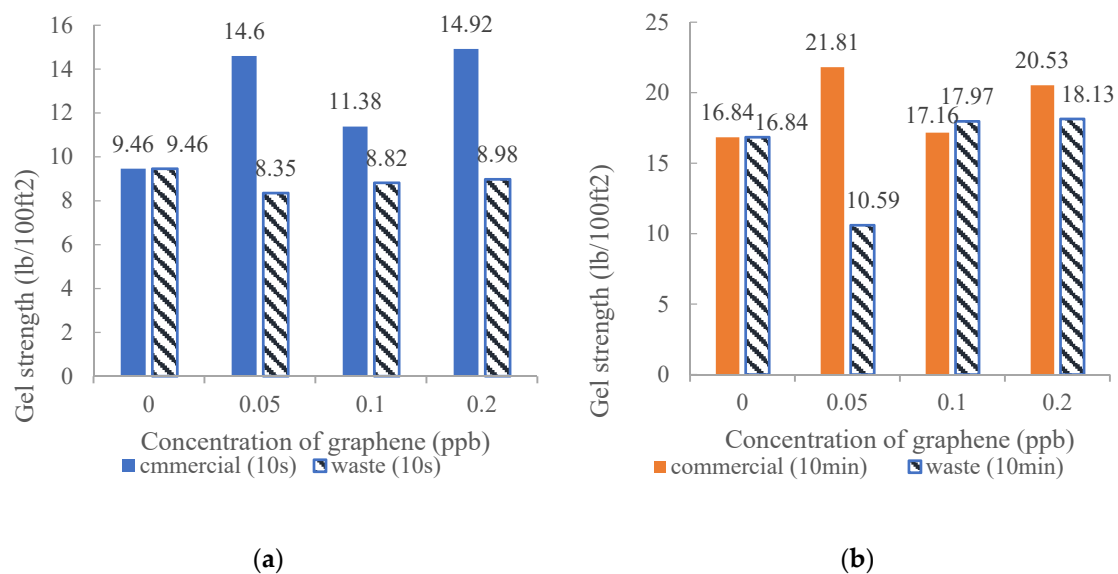 Gel strength (lb/100ft2)
16
14
12
10
8
6
4
2
0
9.46 9.46
14.6
8.35
11.38
8.82
14.92
8.98
0 0.05 0.1 0.2
Concentration of graphene (ppb)
cmmercial (10s) waste (10s)
(a)
Gel strength (lb/100ft2)
25
20
15
10
5
0
16.84 16.84
21.81
10.59
17.16 17.97
20.53
18.13
0 0.05 0.1 0.2
Concentration of graphene (ppb)
commercial (10min) waste (10min)
(b)